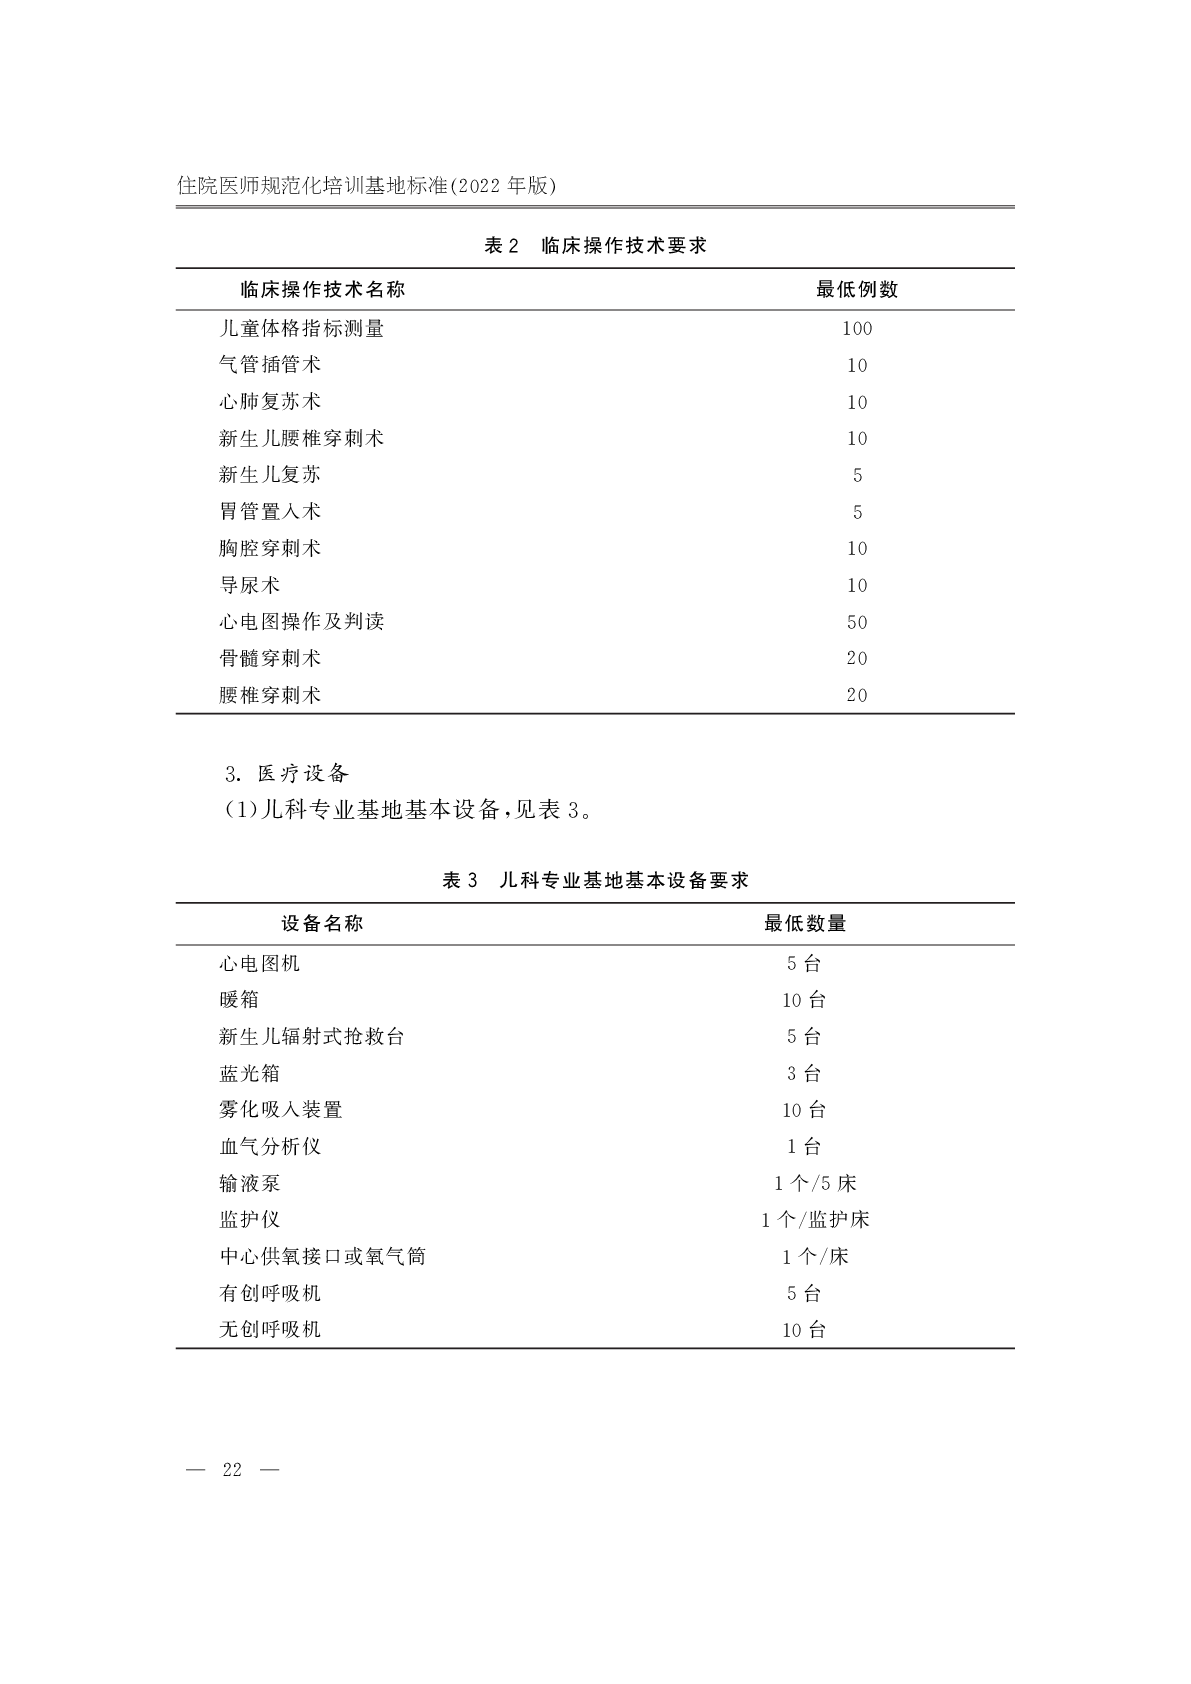 住院医师规范化培训基地标准(2022 年版)
表 2 临床操作技术要求
临床操作技术名称 最低例数
儿童体格指标测量 100
气管插管术 10
心肺复苏术 10
新生儿腰椎穿刺术 10
新生儿复苏 5
胃管置入术 5
胸腔穿刺术 10
导尿术 10
心电图操作及判读 50
骨髓穿刺术 20
腰椎穿刺术 20
3. 医疗设备
(1)儿科专业基地基本设备,见表 3。
表 3 儿科专业基地基本设备要求
设备名称 最低数量
心电图机 5 台
暖箱 10 台
新生儿辐射式抢救台 5 台
蓝光箱 3 台
雾化吸入装置 10 台
血气分析仪 1 台
输液泵 1 个/5 床
监护仪 1 个/监护床
中心供氧接口或氧气筒 1 个/床
有创呼吸机 5 台
无创呼吸机 10 台
— 22 —